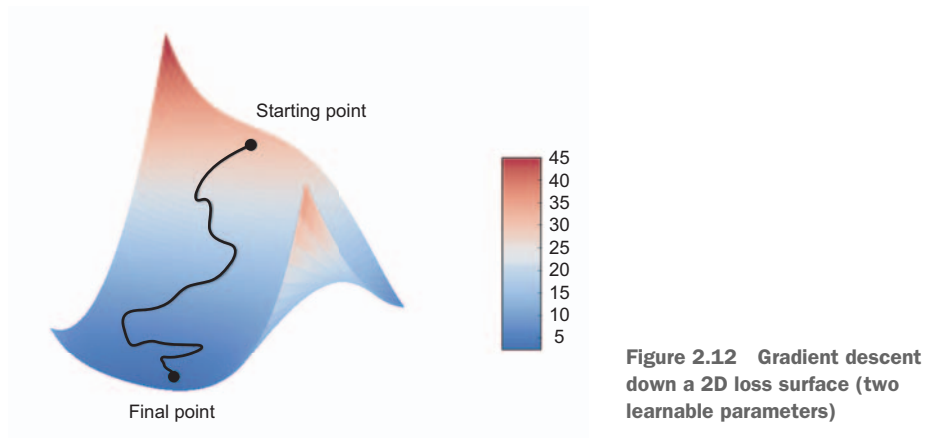 Starting point
45
40
35
30
25
20
15
10
5
Final point
Figure 2.12 Gradient descent
down a 2D loss surface (two
learnable parameters)